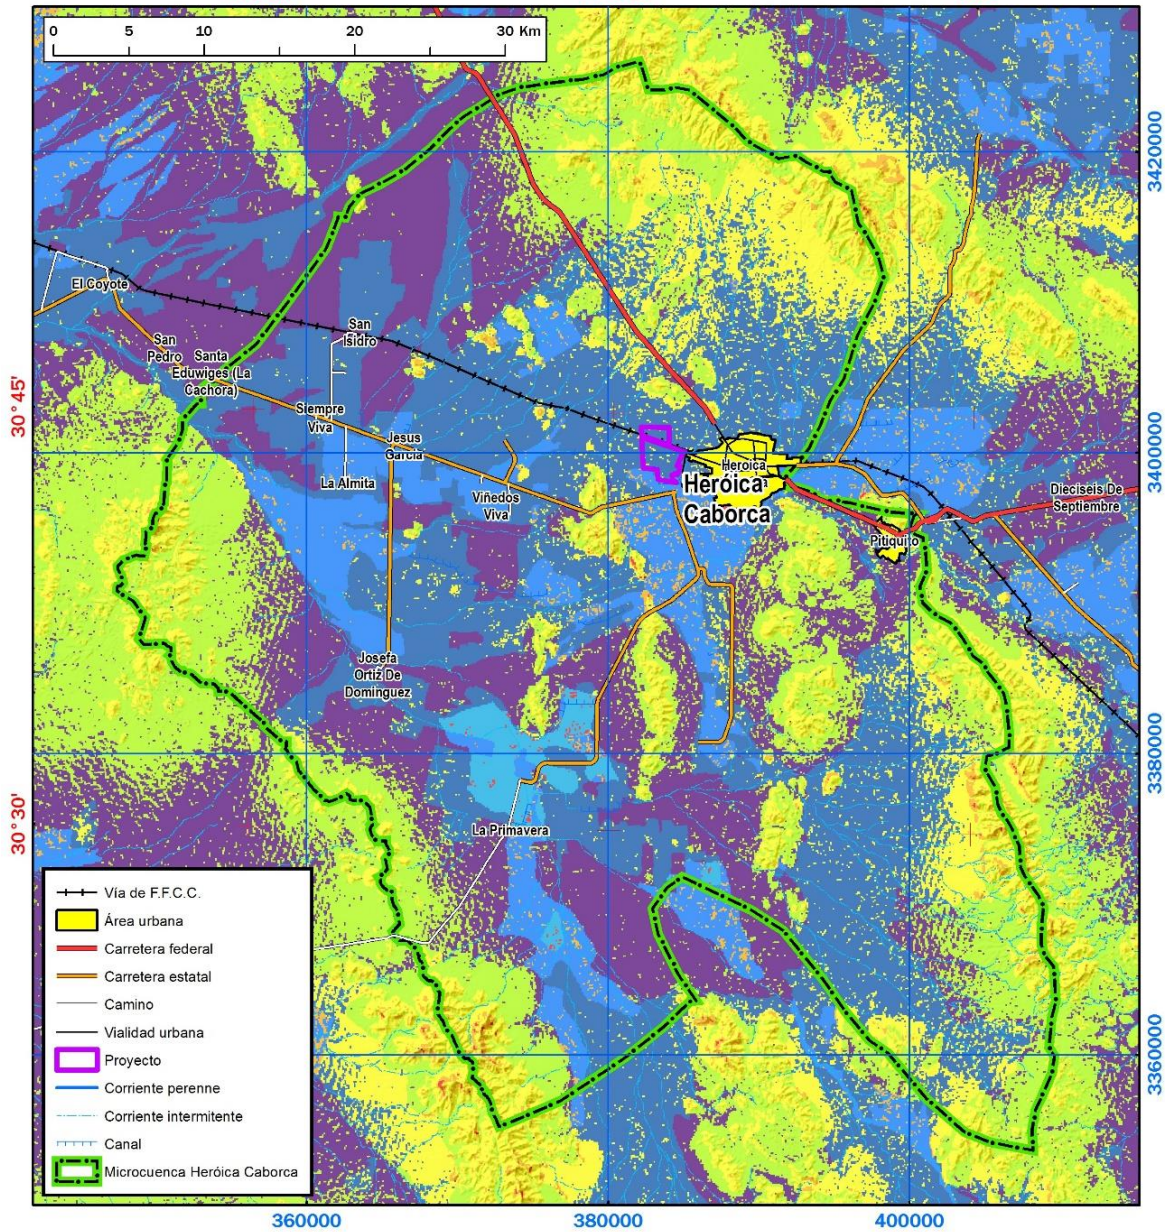 0 5 10 20 30 Km
3420000
El Coyote
San
Isidro
San
Pedro
Santa
Eduwiges (La
Cachora)
30°45'
Siempre
Viva
Jesus
García
3400000
La Almita
Viñedos
Viva
Heroica
Heróica
Caborca
Dieciseis De
Septiembre
Pitiquito
Josefa
Ortiz De
Dominguez
3380000
30°30'
La Primavera
Vía de F.F.C.C.
Área urbana
Carretera federal
Carretera estatal
Camino
Vialidad urbana
Proyecto
Corriente perenne
Corriente intermitente
Canal
Microcuenca Heróica Caborca
3360000
360000
380000
400000